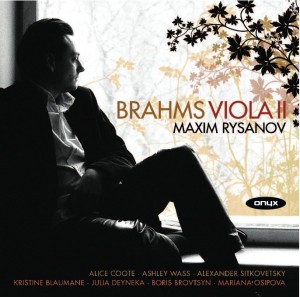 BRAHMS VIOLA II
MAXIM RYSANOV
onyx
ALICE COOTE · ASHLEY WASS · ALEXANDER SITKOVETSKY
KRISTINE BLAUMANE · JULIA DEYNEKA · BORIS BROVTSYN · MARIANA OSIPOVA